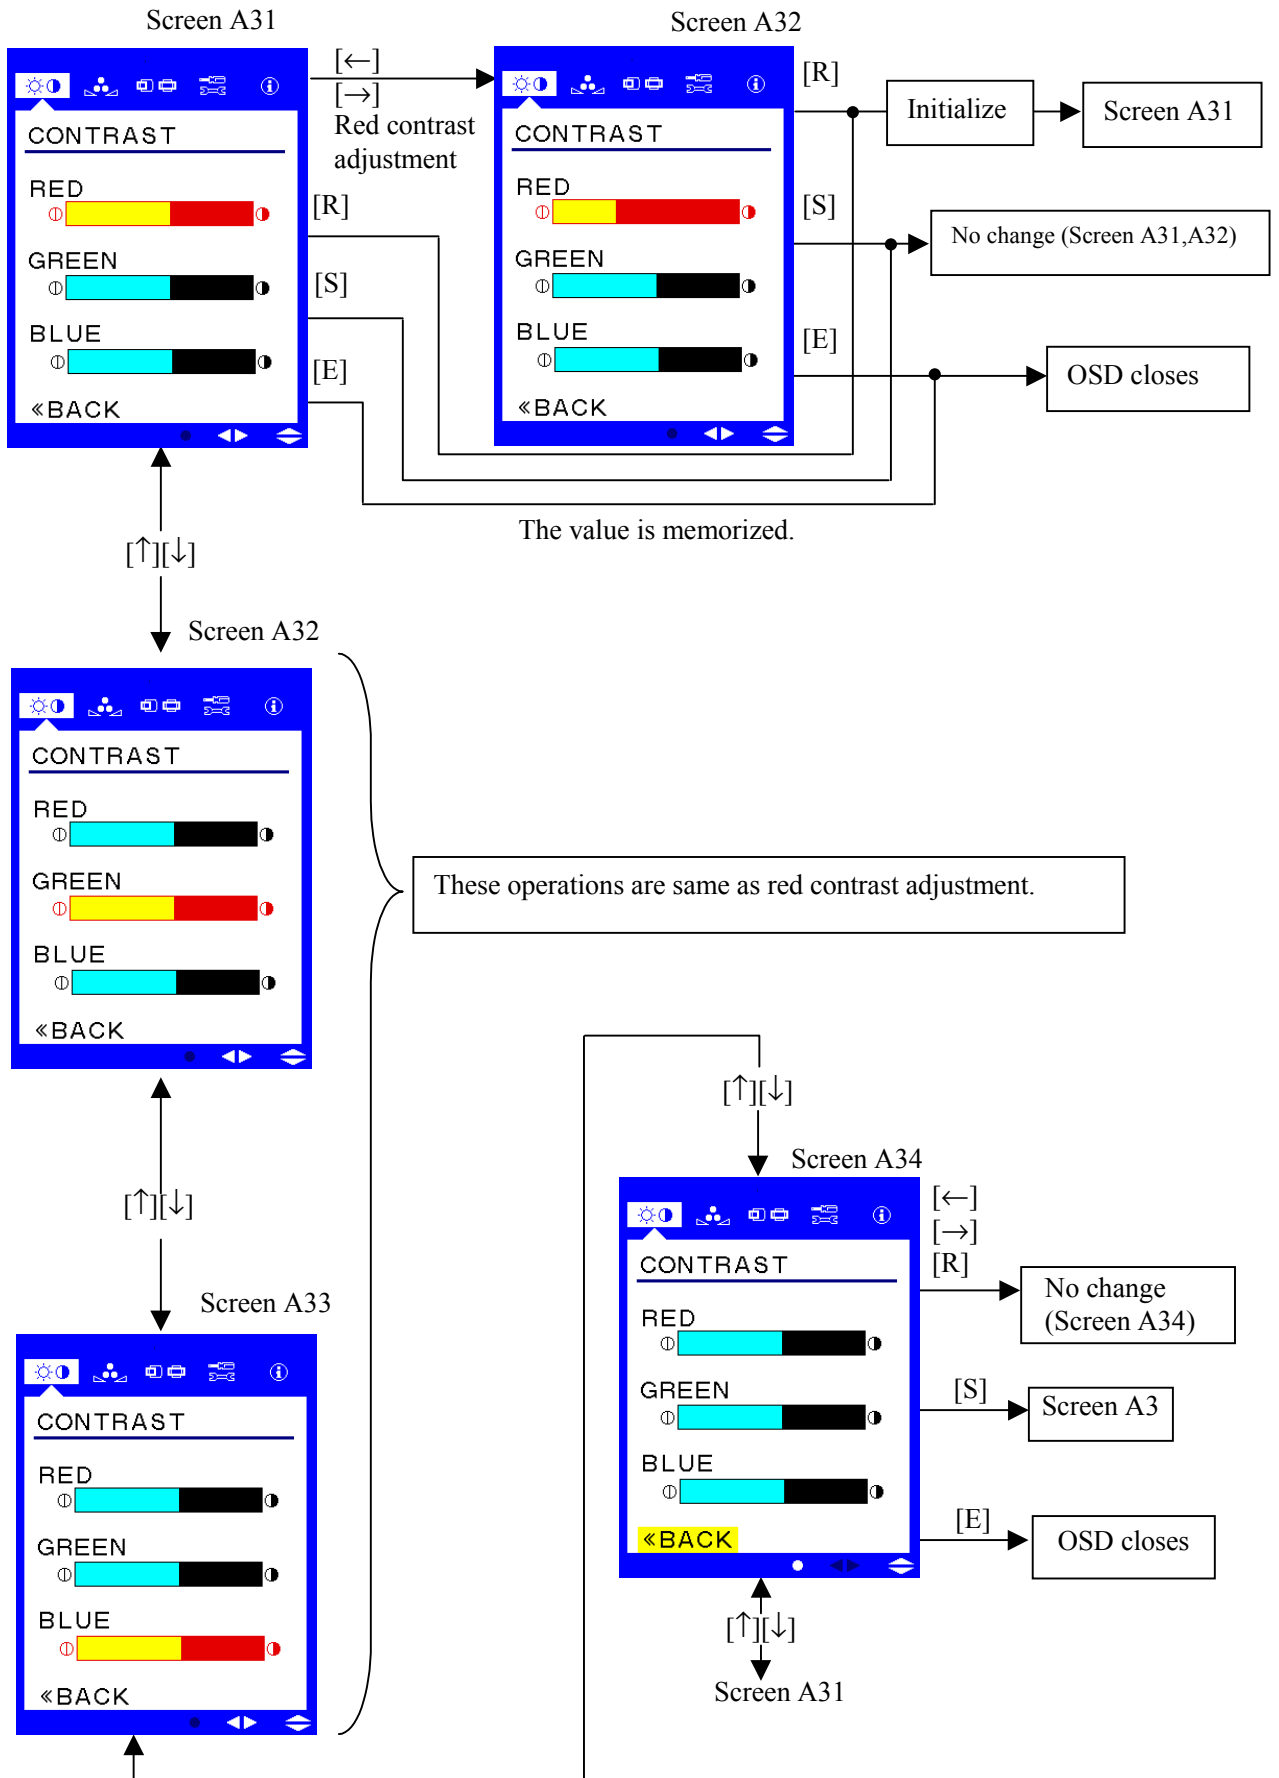 Screen A31
Screen A32
[←]
[→]
Red contrast
adjustment
[R]
[S]
[E]
CONTRAST
RED
GREEN
BLUE
«BACK
CONTRAST
RED
GREEN
BLUE
«BACK
[R]
[S]
[E]
Initialize
Screen A31
No change (Screen A31,A32)
OSD closes
The value is memorized.
[↑][↓]
Screen A32
CONTRAST
RED
GREEN
BLUE
«BACK
These operations are same as red contrast adjustment.
[↑][↓]
Screen A33
CONTRAST
RED
GREEN
BLUE
«BACK
[↑][↓]
Screen A34
CONTRAST
RED
GREEN
BLUE
«BACK
[←]
[→]
[R]
No change
(Screen A34)
[S]
Screen A3
[E]
OSD closes
[↑][↓]
Screen A31